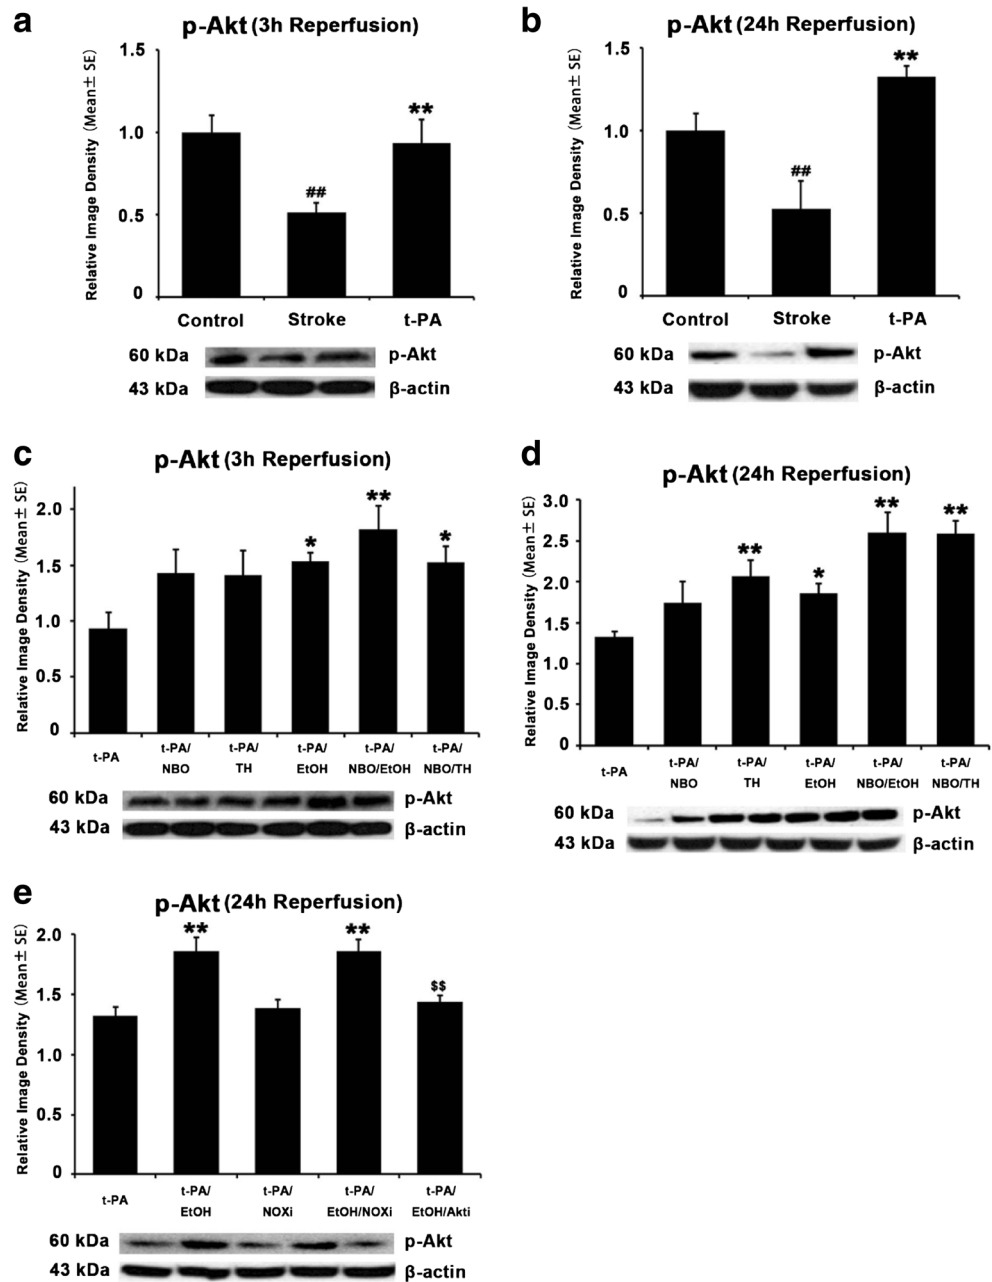 a
p-Akt (3h Reperfusion)
Relative Image Density (Mean± SE)
1.5
1.0
0.5
0
##
**
Control Stroke t-PA
60 kDa p-Akt
43 kDa β-actin
b
p-Akt (24h Reperfusion)
Relative Image Density (Mean± SE)
1.5
1.0
0.5
0
##
**
Control Stroke t-PA
60 kDa p-Akt
43 kDa β-actin
c
p-Akt (3h Reperfusion)
Relative Image Density (Mean± SE)
2.0
1.5
1.0
0.5
0
*
**
*
t-PA t-PA/ NBO t-PA/ TH t-PA/ EtOH t-PA/ NBO/EtOH t-PA/ NBO/TH
60 kDa p-Akt
43 kDa β-actin
d
p-Akt (24h Reperfusion)
Relative Image Density (Mean± SE)
3.0
2.5
2.0
1.5
1.0
0.5
0
**
*
**
**
t-PA t-PA/ NBO t-PA/ TH t-PA/ EtOH t-PA/ NBO/EtOH t-PA/ NBO/TH
60 kDa p-Akt
43 kDa β-actin
e
p-Akt (24h Reperfusion)
Relative Image Density (Mean± SE)
2.0
1.5
1.0
0.5
0
**
**
$$
t-PA t-PA/ EtOH t-PA/ NOXi t-PA/ EtOH/NOXi t-PA/ EtOH/Akti
60 kDa p-Akt
43 kDa β-actin